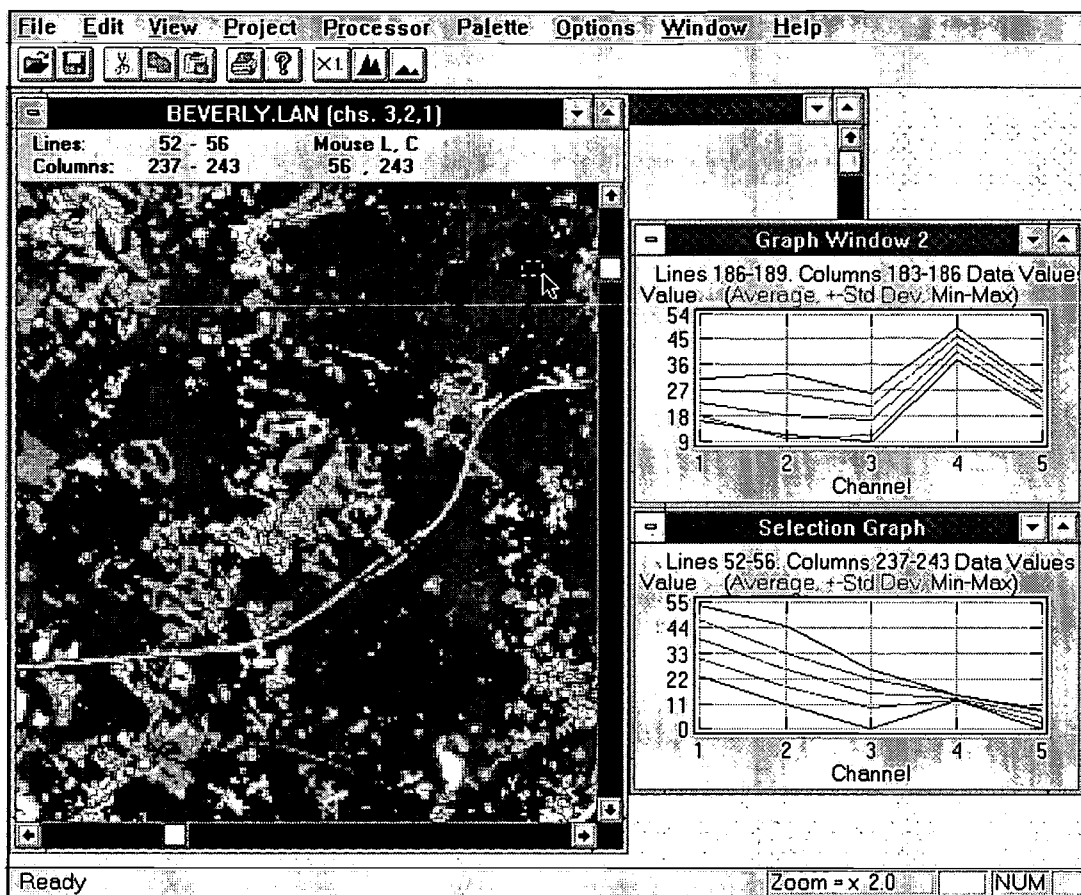 File Edit View Project Processor Palette Options Window Help
X1
BEVERLY.LAN (chs. 3,2,1)
Lines: 52 - 56 Mouse L, C
Columns: 237 - 243 56 , 243
Graph Window 2
Lines 186-189. Columns 183-186 Data Value
Value (Average, +-Std Dev, Min-Max)
54
45
36
27
18
9
1 2 3 4 5
Channel
Selection Graph
Lines 52-56. Columns 237-243 Data Values
Value (Average, +-Std Dev, Min-Max)
55
44
33
22
11
0
1 2 3 4 5
Channel
Ready Zoom = x 2.0 NUM